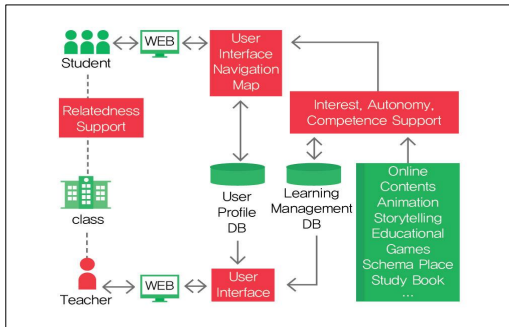 Student
WEB
User
Interface
Navigation
Map
Relatedness
Support
Interest, Autonomy,
Competence Support
class
User
Profile
DB
Learning
Management
DB
Online
Contents
Animation
Storytelling
Educational
Games
Schema Place
Study Book
...
Teacher
WEB
User
Interface